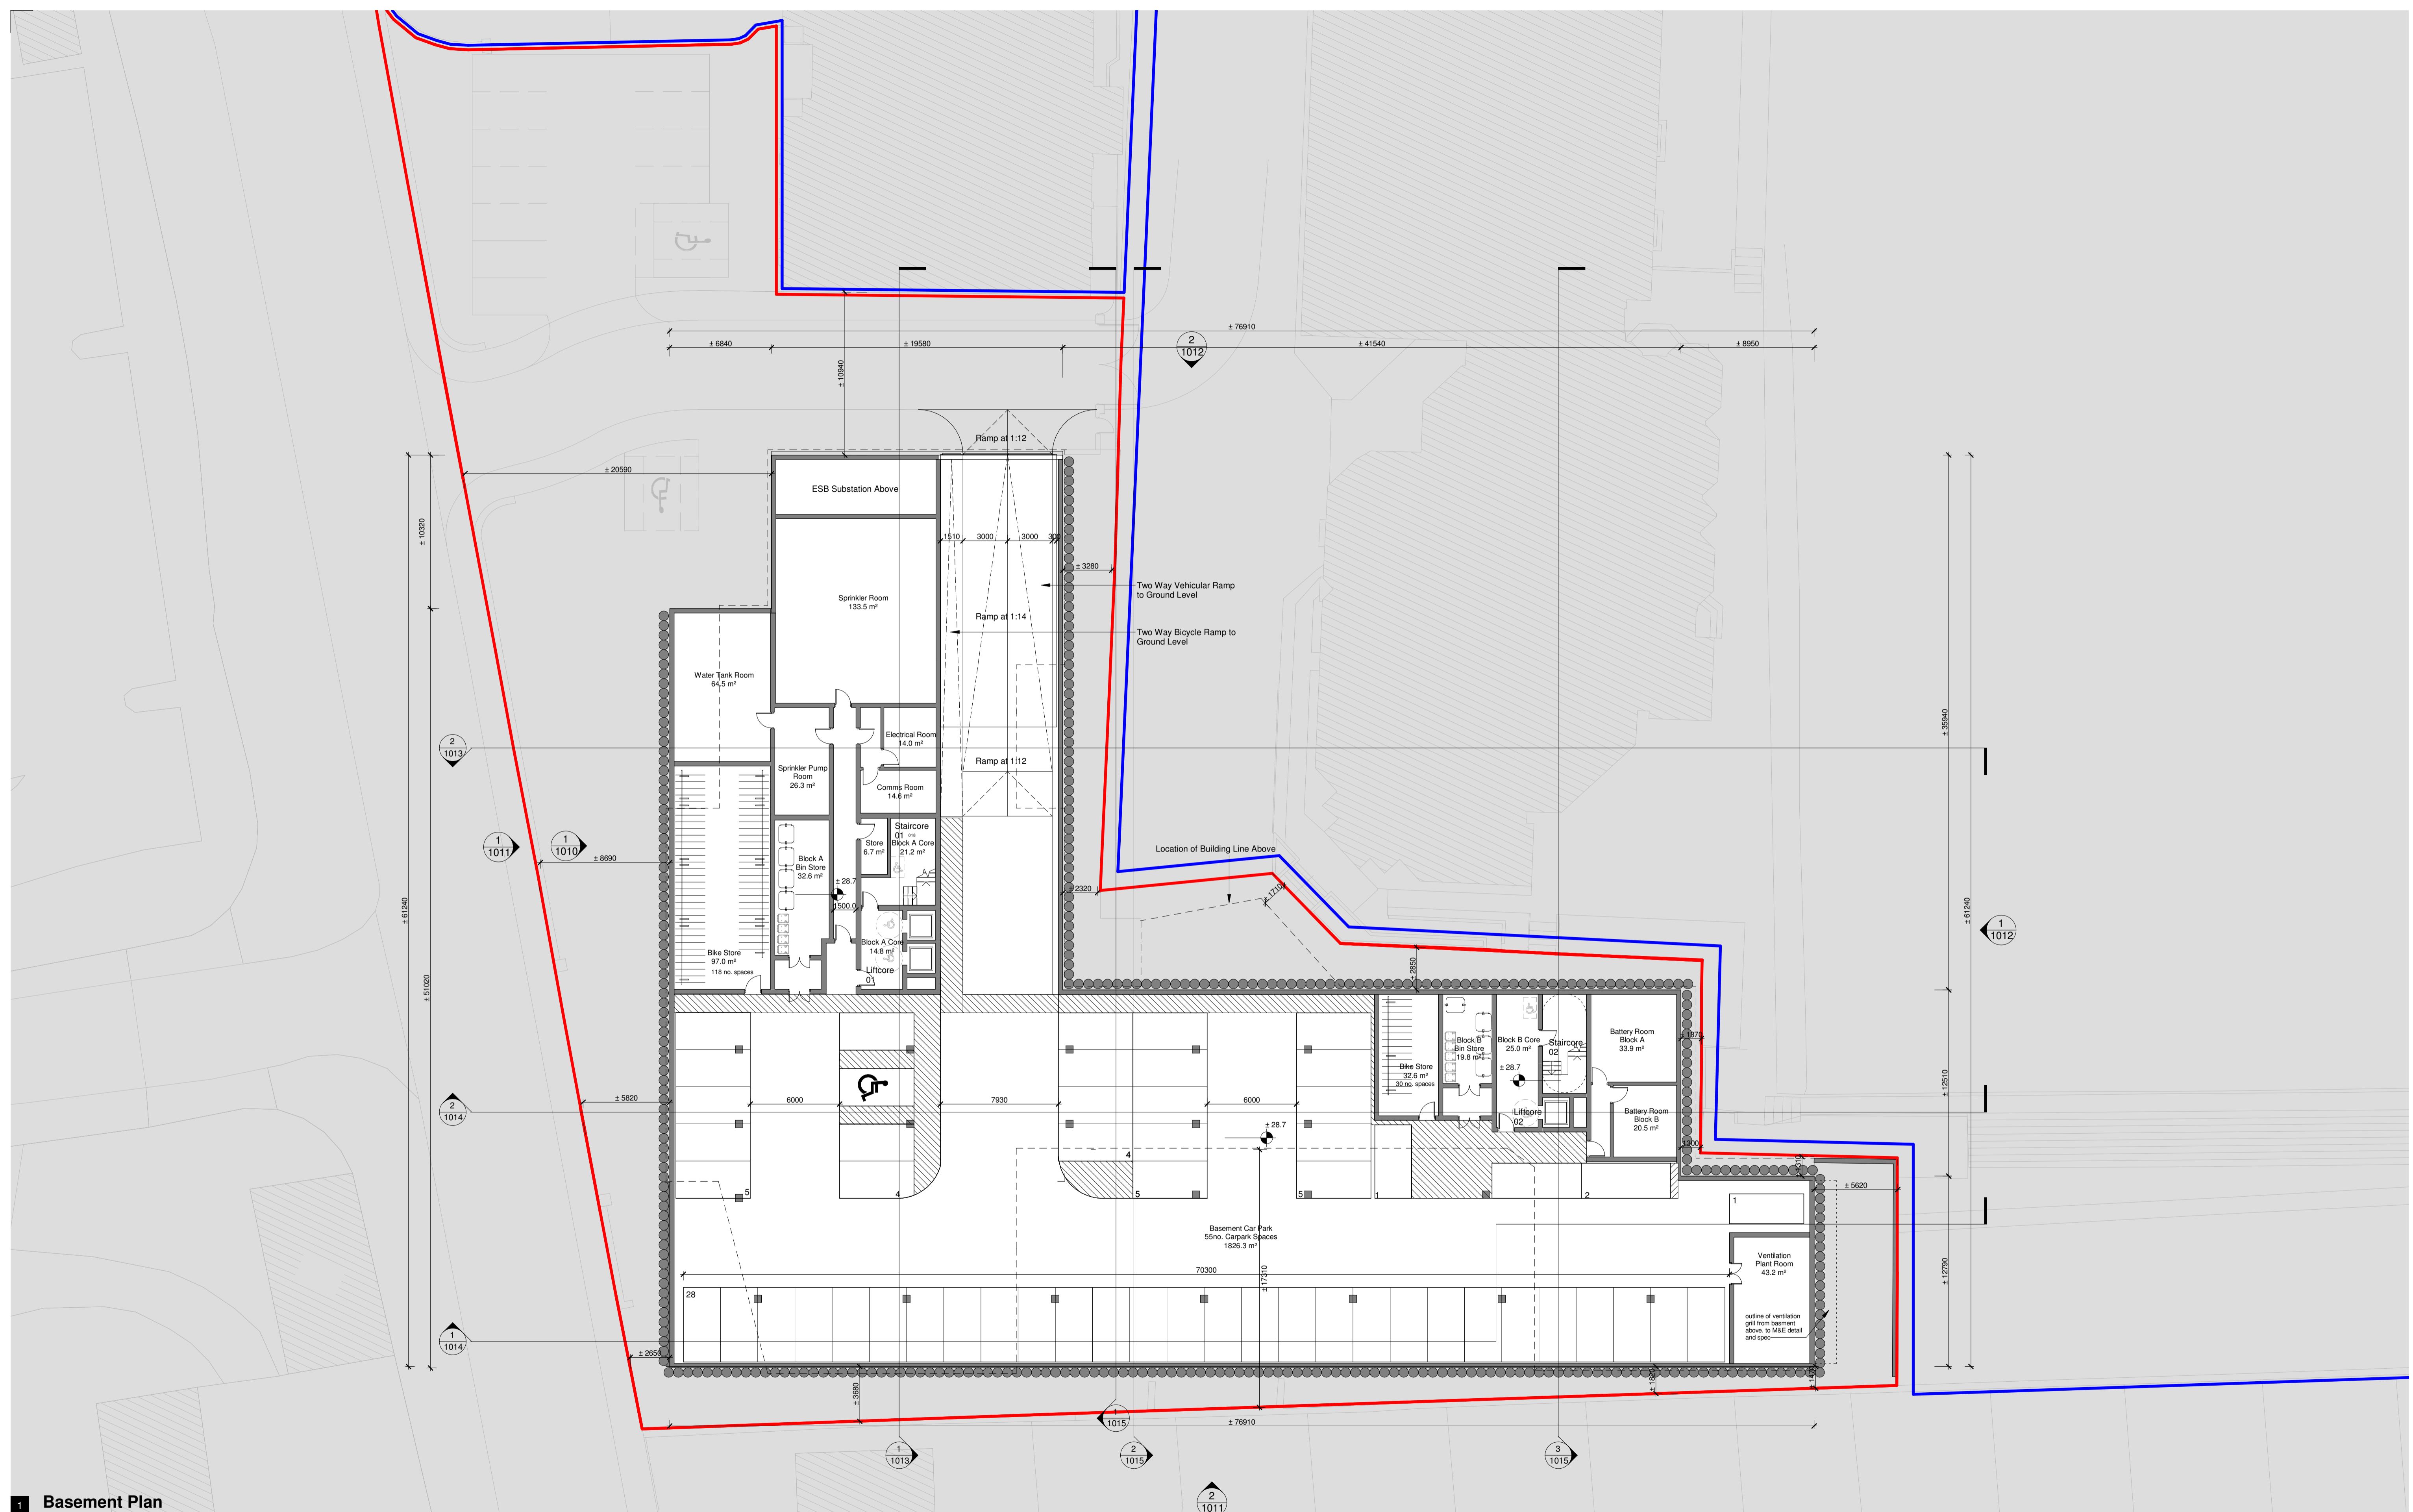 ± 76910
± 6840
± 19580
2
1012
± 41540
± 8950
± 10940
Ramp at 1:12
± 20590
ESB Substation Above
± 10320
1510
3000
3000
300
± 3280
Two Way Vehicular Ramp
to Ground Level
Sprinkler Room
133.5 m²
Ramp at 1:14
Two Way Bicycle Ramp to
Ground Level
Water Tank Room
64.5 m²
± 35940
2
1013
Electrical Room
14.0 m²
Ramp at 1:12
Sprinkler Pump
Room
26.3 m²
Comms Room
14.6 m²
1
1011
1
1010
± 8690
Staircore
01
018
Block A Core
21.2 m²
Store
6.7 m²
Block A
Bin Store
32.6 m²
± 28.7
1500.0
Location of Building Line Above
± 2320
± 1710
± 61240
± 61240
1
1012
Block A Core
14.8 m²
Liftcore
01
Bike Store
97.0 m²
118 no. spaces
± 51020
± 2850
Battery Room
Block A
33.9 m²
Block B
Bin Store
19.8 m²
Block B Core
25.0 m²
Staircore
02
± 28.7
Bike Store
32.6 m²
30 no. spaces
± 12510
2
1014
± 5820
6000
7930
6000
± 28.7
Liftcore
02
Battery Room
Block B
20.5 m²
4
± 5620
5
4
5
5
1
2
1
Basement Car Park
55no. Carpark Spaces
1826.3 m²
Ventilation
Plant Room
43.2 m²
70300
± 17310
± 12790
28
outline of ventilation
grill from basment
above. to M&E detail
and spec
1
1014
± 2650
± 3680
1
1015
± 76910
1
1013
2
1015
3
1015
2
1011
1
Basement Plan